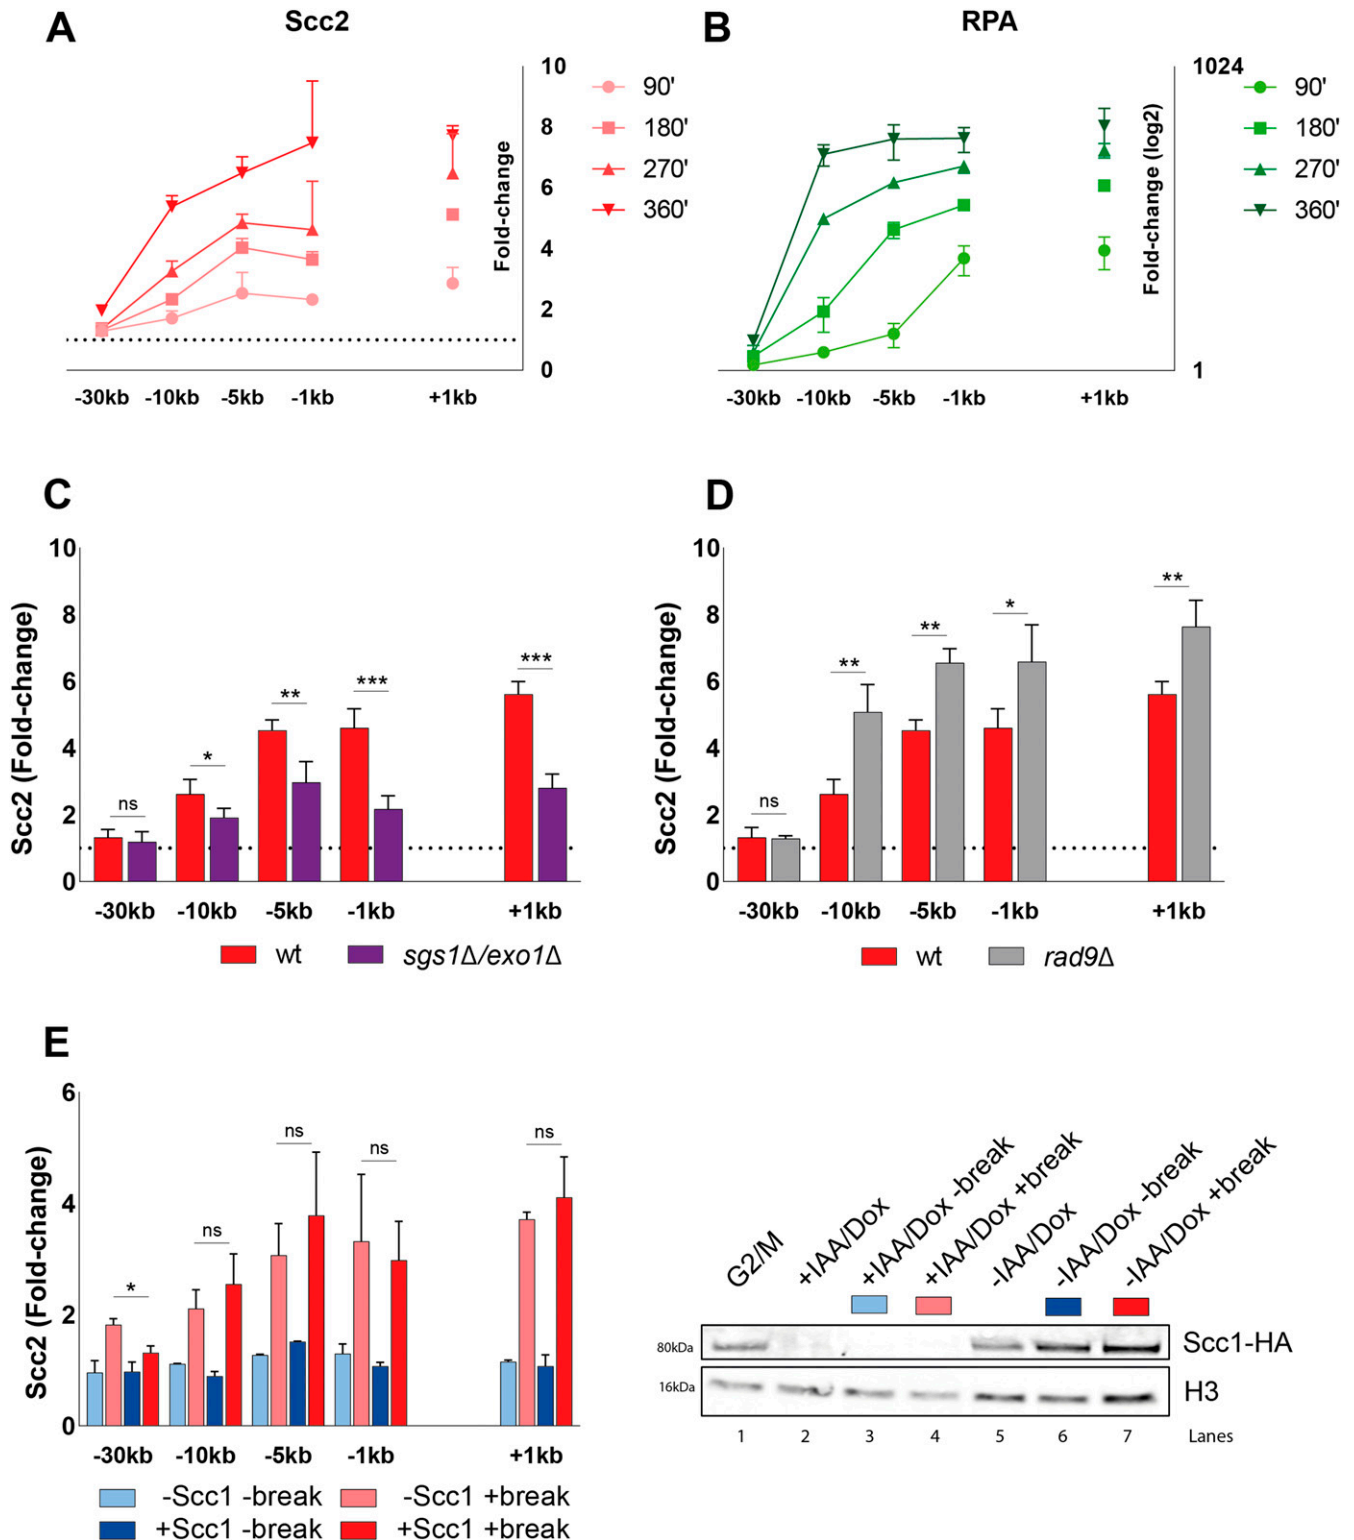 A
Scc2
10
8
6
4
2
0
Fold-change
90'
180'
270'
360'
-30kb -10kb -5kb -1kb +1kb
B
RPA
1024
1
Fold-change (log2)
90'
180'
270'
360'
-30kb -10kb -5kb -1kb +1kb
C
Scc2 (Fold-change)
10
8
6
4
2
0
ns * ** *** ***
-30kb -10kb -5kb -1kb +1kb
wt sgs1Δ/exo1Δ
D
Scc2 (Fold-change)
10
8
6
4
2
0
ns ** ** * **
-30kb -10kb -5kb -1kb +1kb
wt rad9Δ
E
Scc2 (Fold-change)
6
4
2
0
* ns ns ns ns
-30kb -10kb -5kb -1kb +1kb
-Scc1 -break -Scc1 +break
+Scc1 -break +Scc1 +break
G2/M
+IAA/Dox
+IAA/Dox -break
+IAA/Dox +break
-IAA/Dox
-IAA/Dox -break
-IAA/Dox +break
80kDa Scc1-HA
16kDa H3
1 2 3 4 5 6 7 Lanes